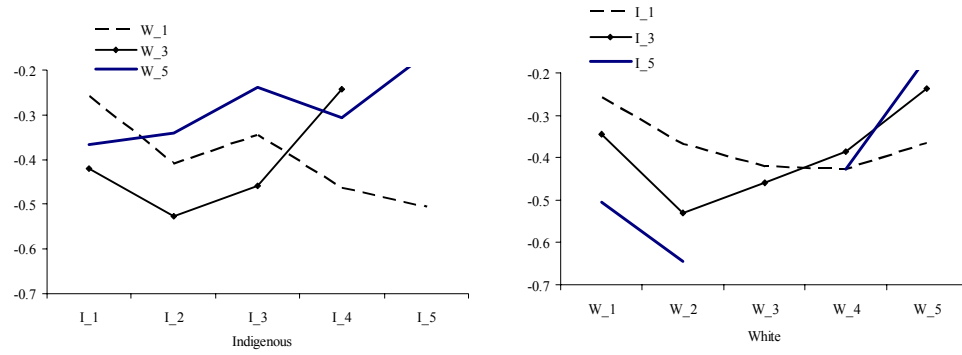 W_1
W_3
W_5
-0.2
-0.3
-0.4
-0.5
-0.6
-0.7
I_1 I_2 I_3 I_4 I_5
Indigenous
I_1
I_3
I_5
-0.2
-0.3
-0.4
-0.5
-0.6
-0.7
W_1 W_2 W_3 W_4 W_5
White